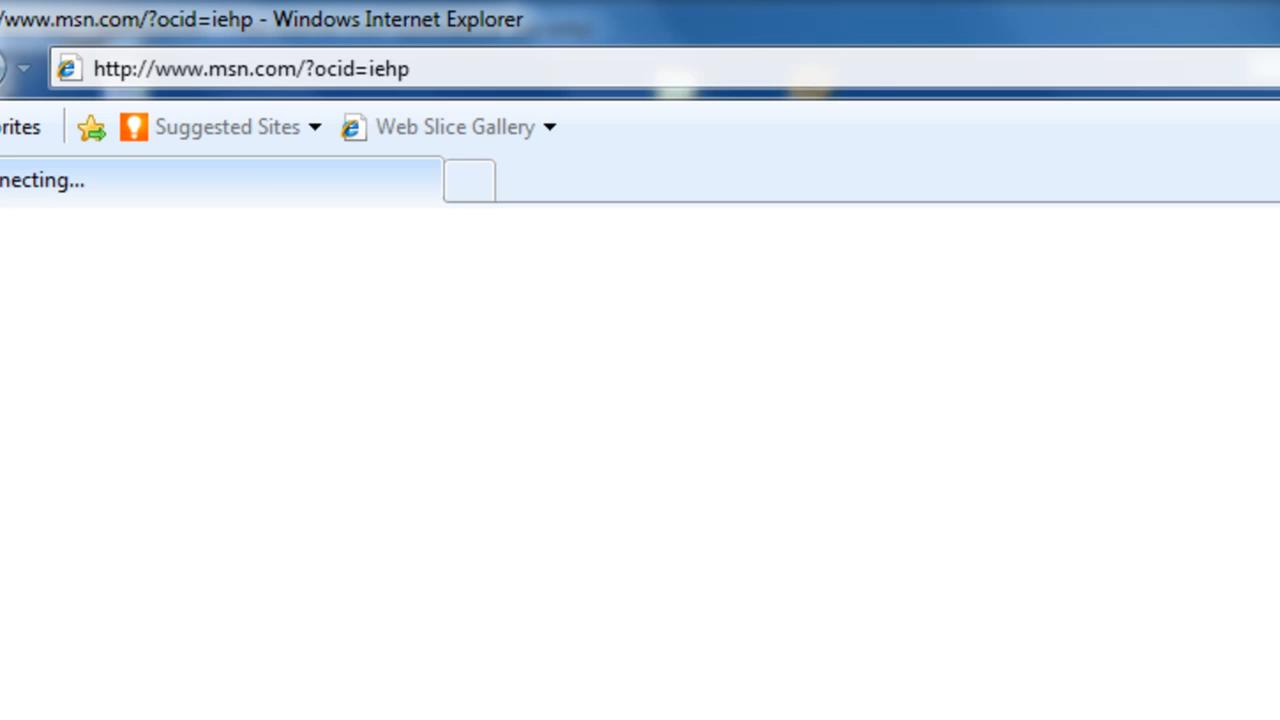 /www.msn.com/?ocid=iehp - Windows Internet Explorer
http://www.msn.com/?ocid=iehp
rites Suggested Sites Web Slice Gallery
necting...